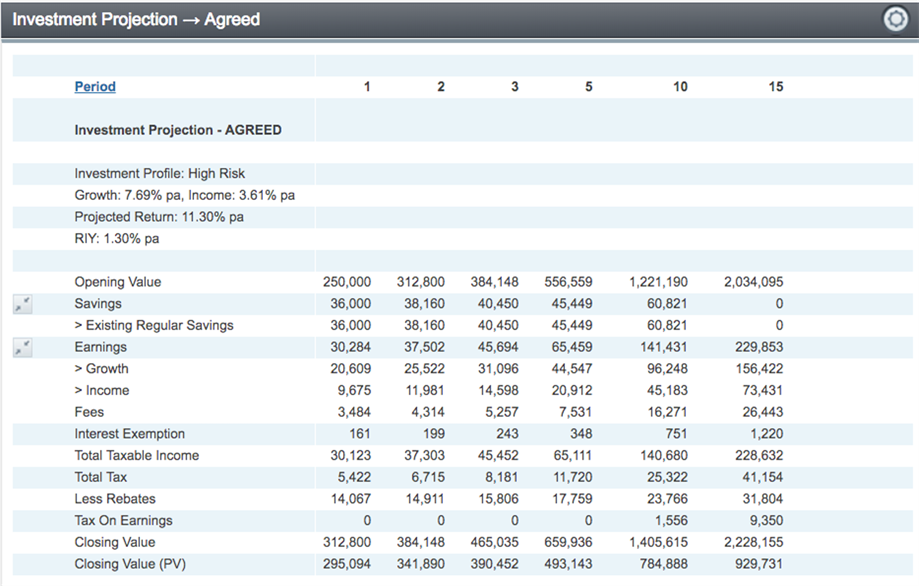 Investment Projection → Agreed
Period 1 2 3 5 10 15
Investment Projection - AGREED
Investment Profile: High Risk
Growth: 7.69% pa, Income: 3.61% pa
Projected Return: 11.30% pa
RIY: 1.30% pa
Opening Value 250,000 312,800 384,148 556,559 1,221,190 2,034,095
Savings 36,000 38,160 40,450 45,449 60,821 0
> Existing Regular Savings 36,000 38,160 40,450 45,449 60,821 0
Earnings 30,284 37,502 45,694 65,459 141,431 229,853
> Growth 20,609 25,522 31,096 44,547 96,248 156,422
> Income 9,675 11,981 14,598 20,912 45,183 73,431
Fees 3,484 4,314 5,257 7,531 16,271 26,443
Interest Exemption 161 199 243 348 751 1,220
Total Taxable Income 30,123 37,303 45,452 65,111 140,680 228,632
Total Tax 5,422 6,715 8,181 11,720 25,322 41,154
Less Rebates 14,067 14,911 15,806 17,759 23,766 31,804
Tax On Earnings 0 0 0 0 1,556 9,350
Closing Value 312,800 384,148 465,035 659,936 1,405,615 2,228,155
Closing Value (PV) 295,094 341,890 390,452 493,143 784,888 929,731